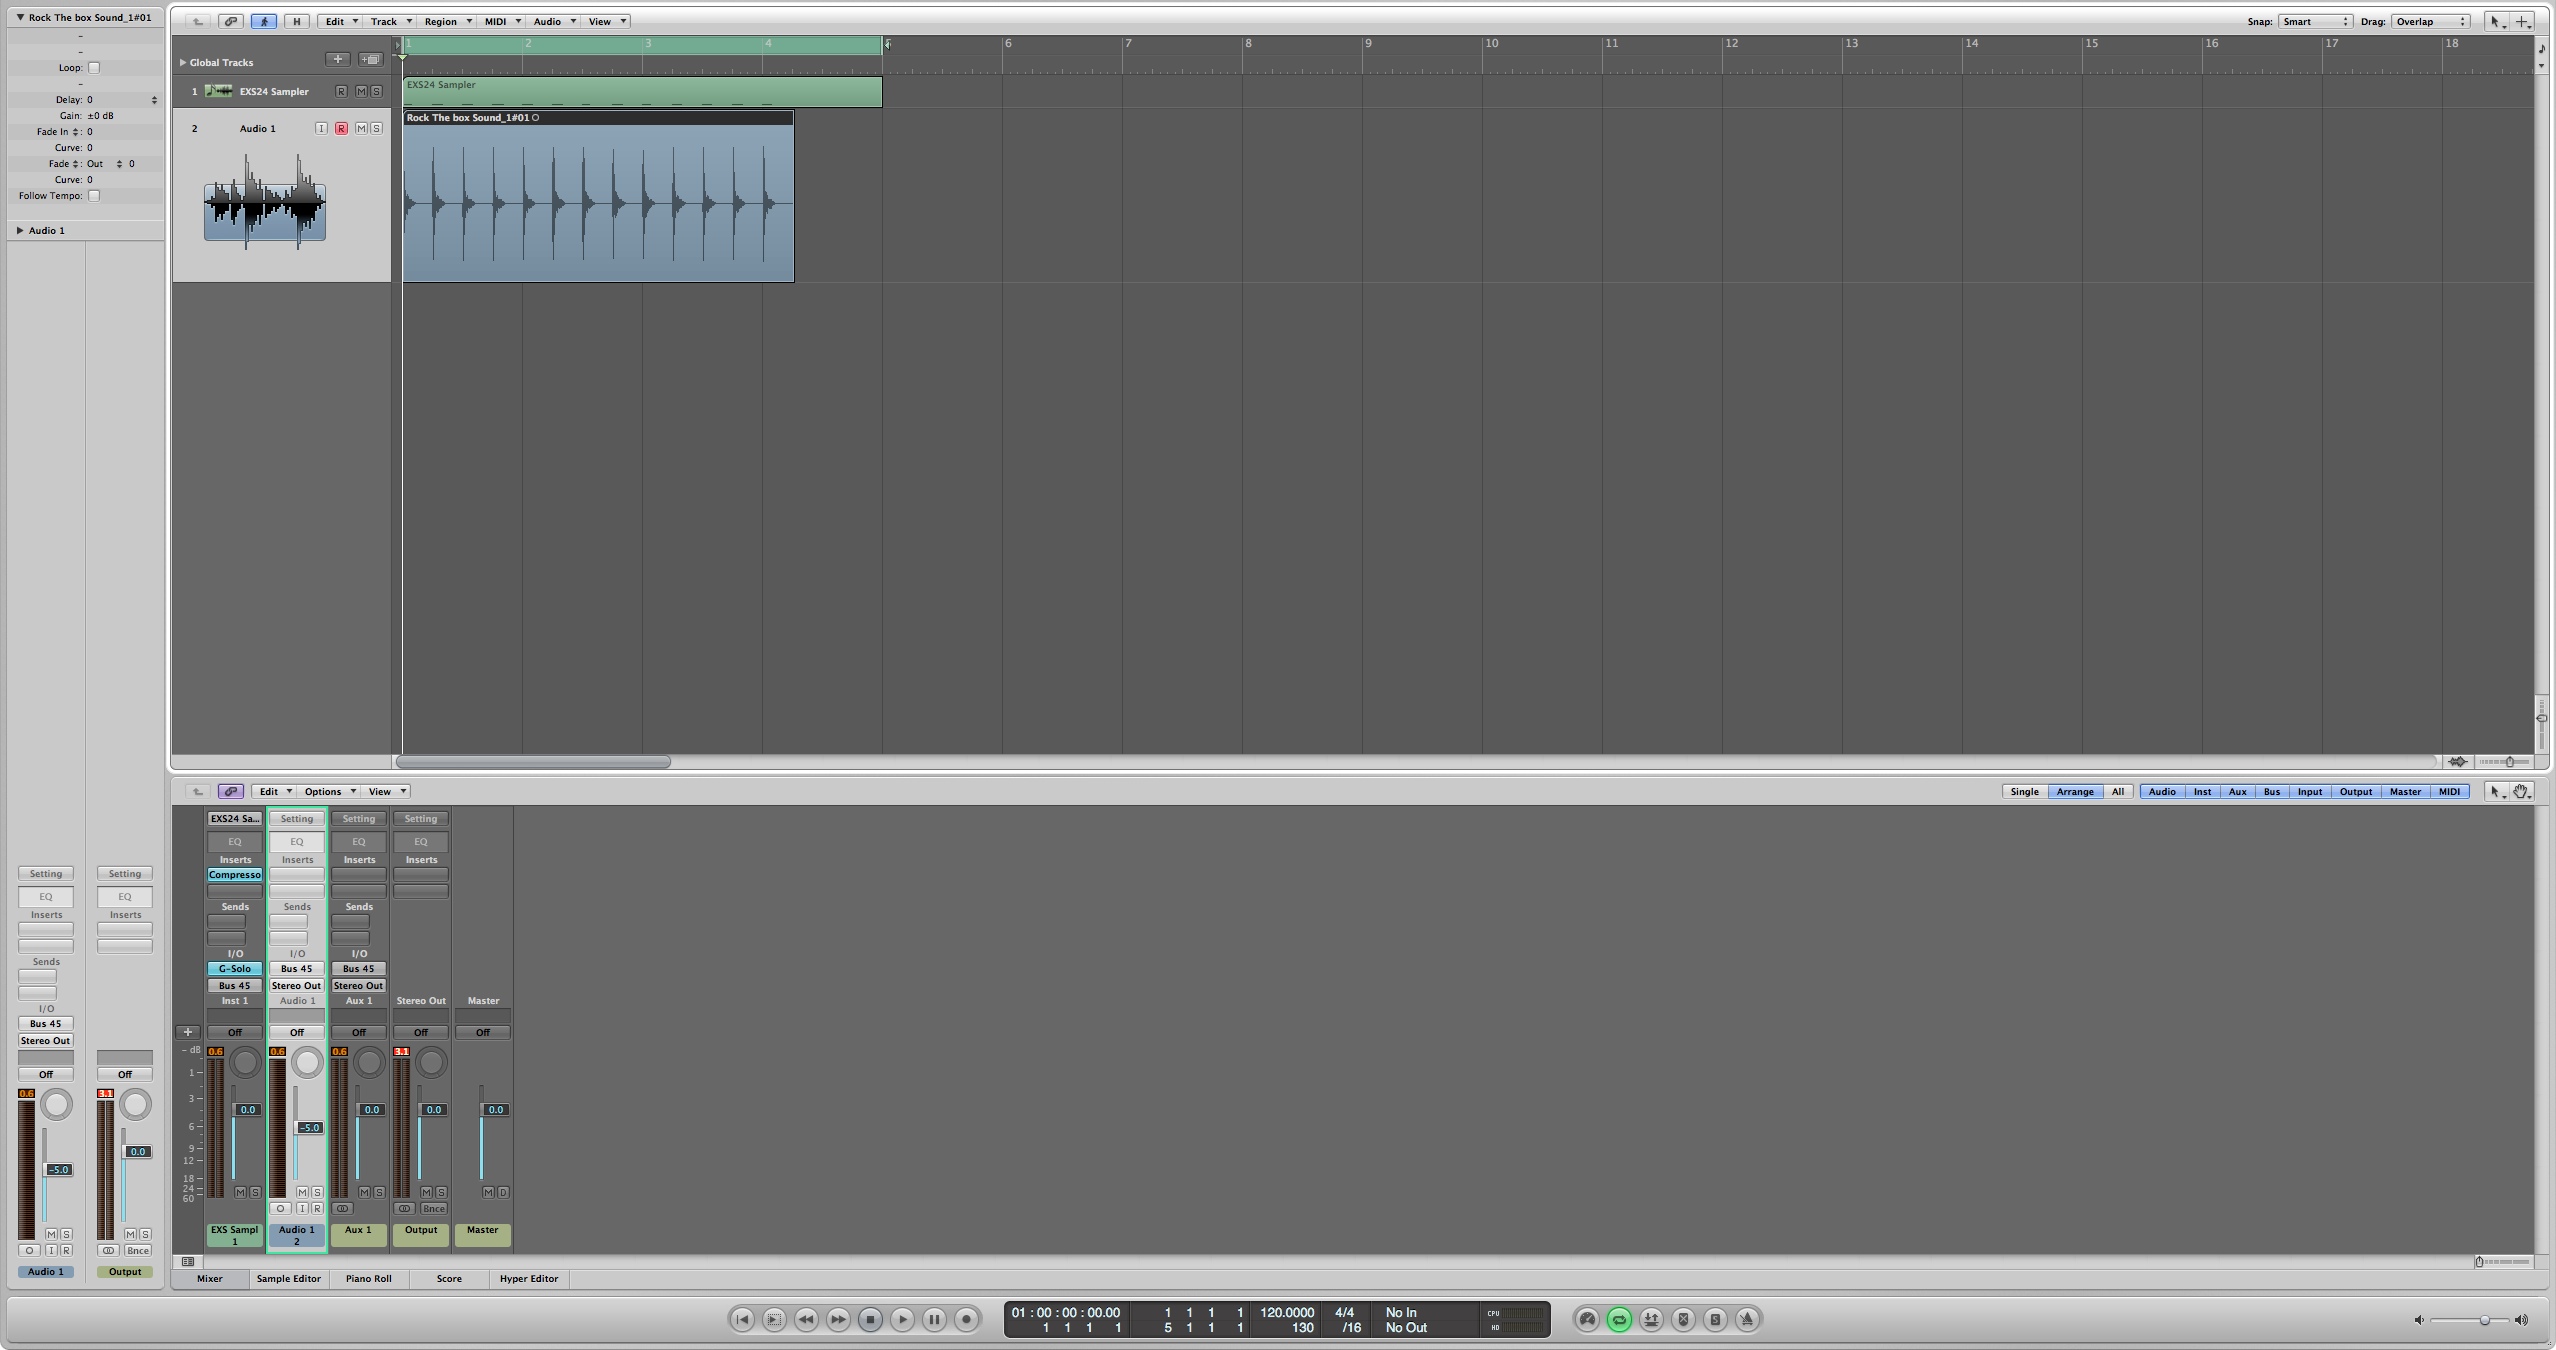 Rock The box Sound_1#01
–
–
Loop:
–
Delay: 0
Gain: ±0 dB
Fade In : 0
Curve: 0
Fade : Out 0
Curve: 0
Follow Tempo:
Audio 1
H Edit Track Region MIDI Audio View
Snap: Smart Drag: Overlap
Global Tracks
1 2 3 4 5 6 7 8 9 10 11 12 13 14 15 16 17 18
1 EXS24 Sampler R M S
EXS24 Sampler
2 Audio 1 I R M S
Rock The box Sound_1#01
Edit Options View
Single Arrange All Audio Inst Aux Bus Input Output Master MIDI
EXS24 Sa... Setting Setting Setting
EQ EQ EQ EQ
Inserts Inserts Inserts Inserts
Compresso
Sends Sends Sends
I/O I/O I/O
G-Solo Bus 45 Bus 45
Bus 45 Stereo Out Stereo Out
Inst 1 Audio 1 Aux 1 Stereo Out Master
Off Off Off Off Off
– dB 0.6 0.6 0.6 3.1
1
3
0.0 -5.0 0.0 0.0 0.0
6
9
12
18
24
60
M S M S M S M S M D
I R Bnce
EXS Sampl Audio 1 Aux 1 Output Master
1 2
Setting Setting
EQ EQ
Inserts Inserts
Sends
I/O
Bus 45
Stereo Out
Off Off
0.6 3.1
-5.0 0.0
M S M S
I R Bnce
Audio 1 Output
Mixer Sample Editor Piano Roll Score Hyper Editor
01 : 00 : 00 : 00.00 1 1 1 1 120.0000 4/4 No In CPU
1 1 1 1 5 1 1 1 130 /16 No Out HD
S